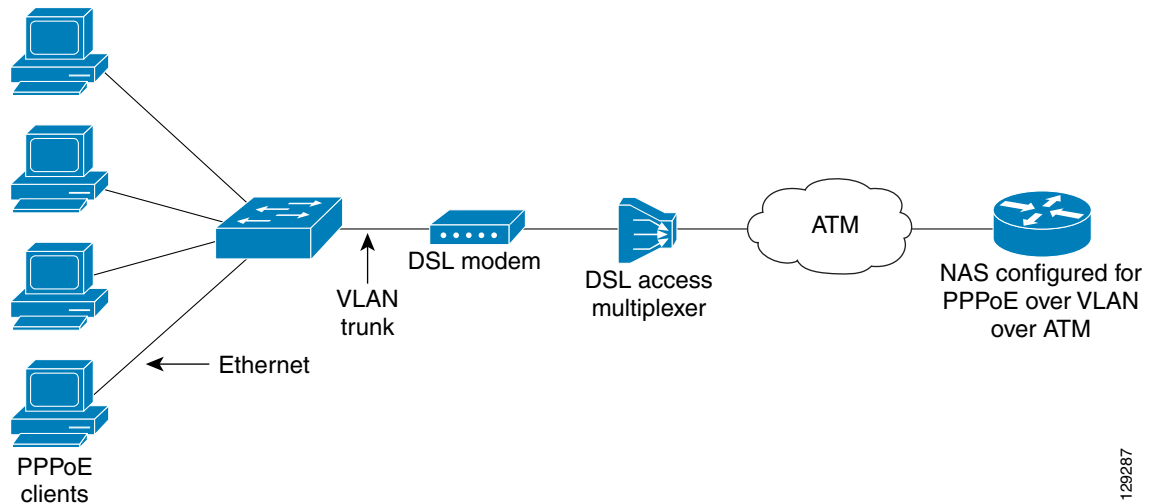 ATM
DSL modem
DSL access
multiplexer
NAS configured for
PPPoE over VLAN
over ATM
VLAN
trunk
Ethernet
PPPoE
clients
129287